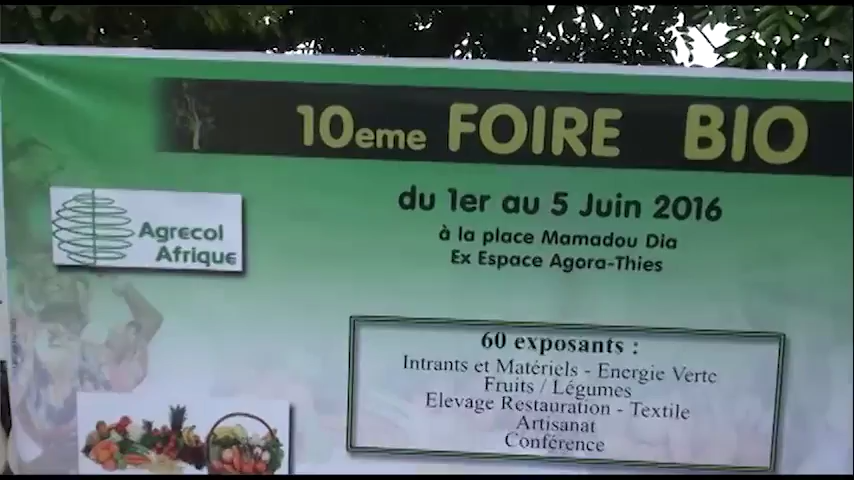 10eme FOIRE BIO
du 1er au 5 Juin 2016
à la place Mamadou Dia
Ex Espace Agora-Thies
Agrecol
Afrique
60 exposants :
Intrants et Matériels - Energie Verte
Fruits / Légumes
Elevage Restauration - Textile
Artisanat
Conférence